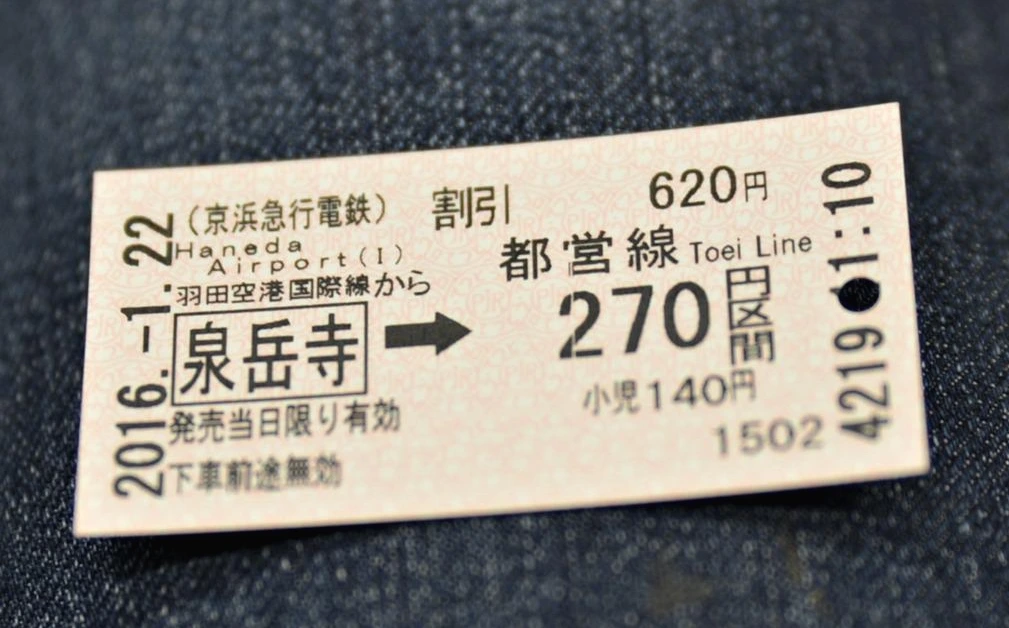 2016.-1.22
(京浜急行電鉄) 割引 620円
Haneda
Airport(I)
都営線 Toei Line
羽田空港国際線から
泉岳寺 → 270円区間
小児140円
発売当日限り有効
1502
下車前途無効
1:10
4219